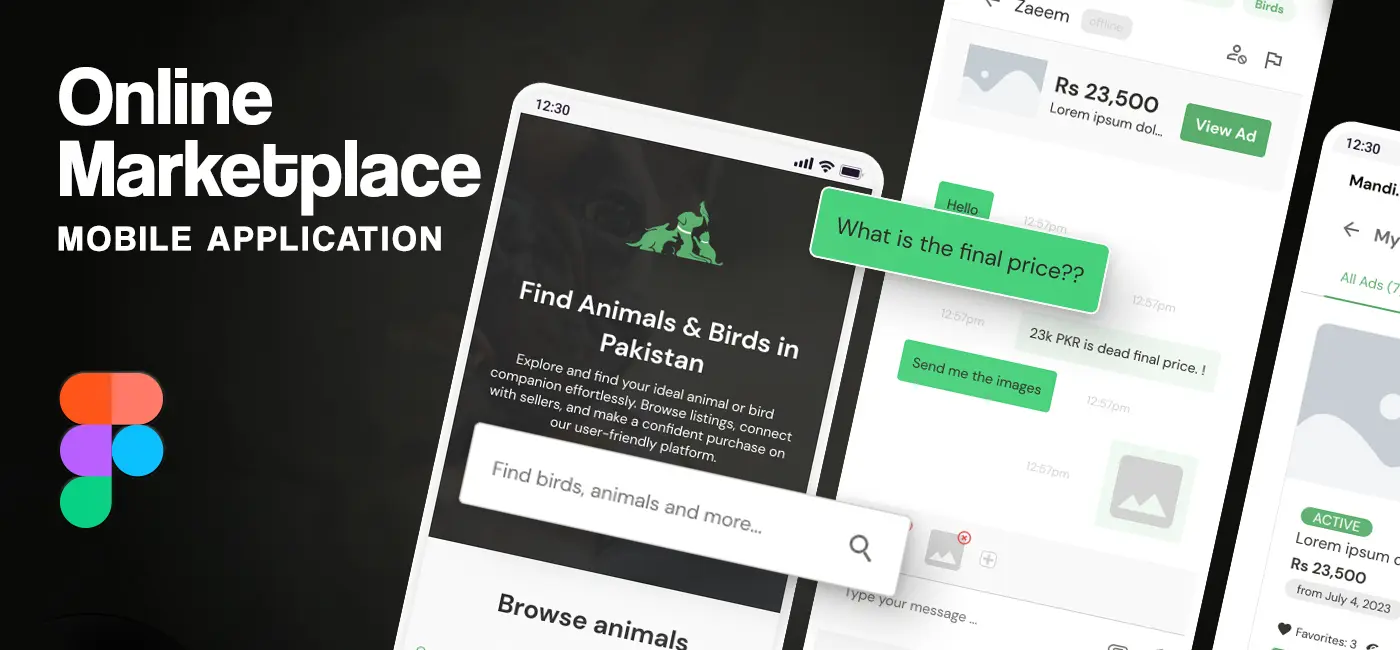 Online
Marketplace
MOBILE APPLICATION
12:30
Find Animals & Birds in
Pakistan
Explore and find your ideal animal or bird
companion effortlessly. Browse listings, connect
with sellers, and make a confident purchase on
our user-friendly platform.
Find birds, animals and more...
Browse animals
Birds
Zaeem
offline
Rs 23,500
Lorem ipsum dol...
View Ad
Hello
12:57pm
What is the final price??
12:57pm
23k PKR is dead final price. !
12:57pm
Send me the images
12:57pm
12:57pm
Type your message ...
12:30
Mandi.
My
All Ads (7
ACTIVE
Lorem ipsum
Rs 23,500
from July 4, 2023
Favorites: 3